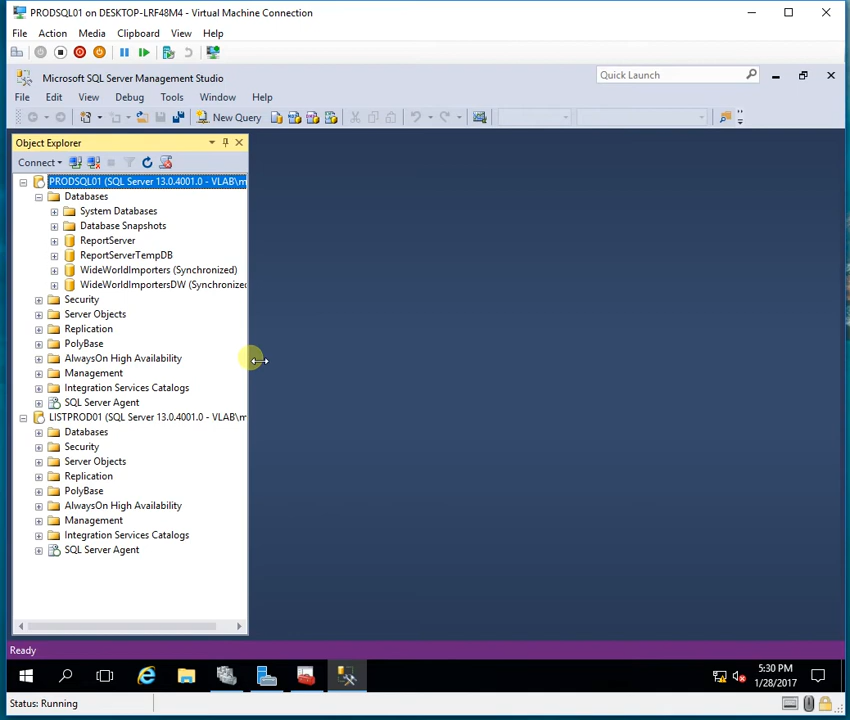 PRODSQL01 on DESKTOP-LRF48M4 - Virtual Machine Connection
File Action Media Clipboard View Help
Microsoft SQL Server Management Studio
Quick Launch
File Edit View Debug Tools Window Help
New Query
Object Explorer
Connect
PRODSQL01 (SQL Server 13.0.4001.0 - VLAB\m
Databases
System Databases
Database Snapshots
ReportServer
ReportServerTempDB
WideWorldImporters (Synchronized)
WideWorldImportersDW (Synchronized
Security
Server Objects
Replication
PolyBase
AlwaysOn High Availability
Management
Integration Services Catalogs
SQL Server Agent
LISTPROD01 (SQL Server 13.0.4001.0 - VLAB\m
Databases
Security
Server Objects
Replication
PolyBase
AlwaysOn High Availability
Management
Integration Services Catalogs
SQL Server Agent
Ready
5:30 PM
1/28/2017
Status: Running